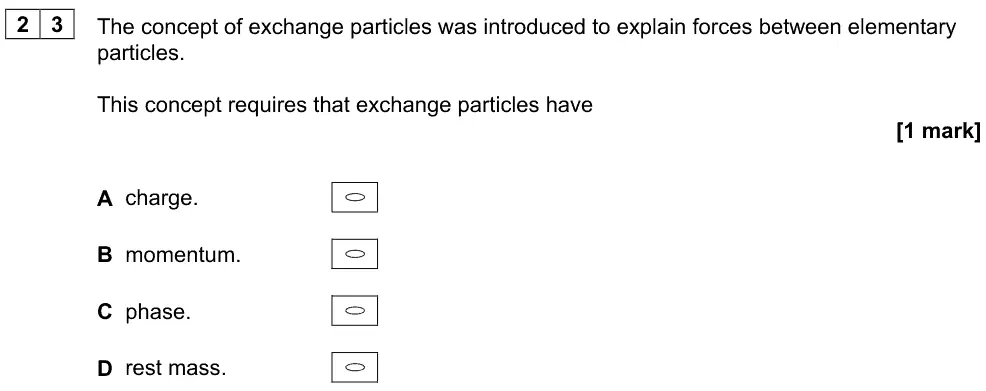 2 3 The concept of exchange particles was introduced to explain forces between elementary
particles.
This concept requires that exchange particles have
[1 mark]
A charge.
B momentum.
C phase.
D rest mass.